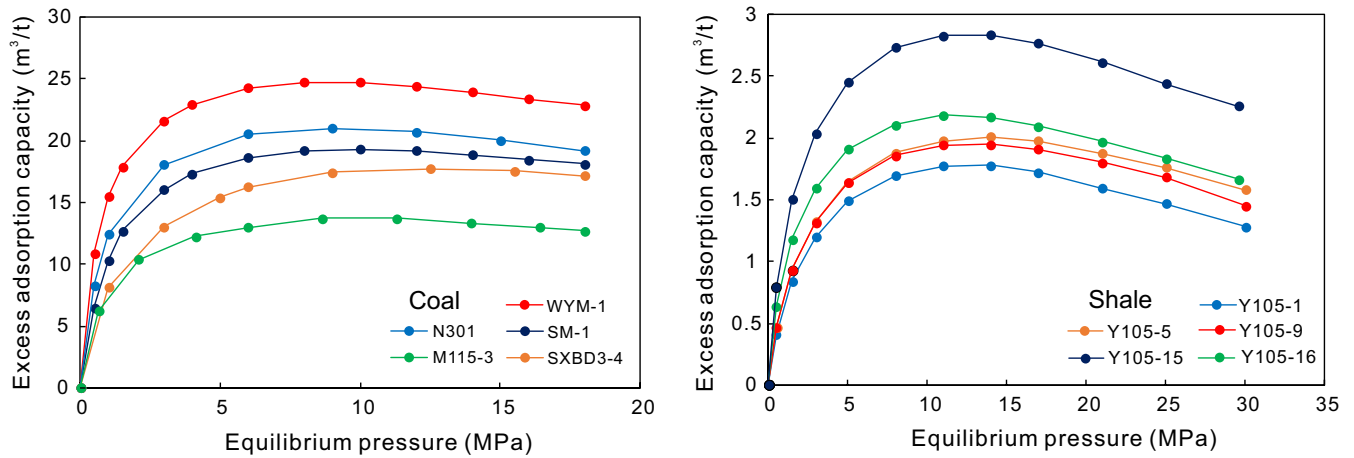 Excess adsorption capacity (m³/t)
30
25
20
15
10
5
0
0 5 10 15 20
Equilibrium pressure (MPa)
Coal
WYM-1
N301
SM-1
M115-3
SXBD3-4
Excess adsorption capacity (m³/t)
3
2.5
2
1.5
1
0.5
0
0 5 10 15 20 25 30 35
Equilibrium pressure (MPa)
Shale
Y105-1
Y105-5
Y105-9
Y105-15
Y105-16